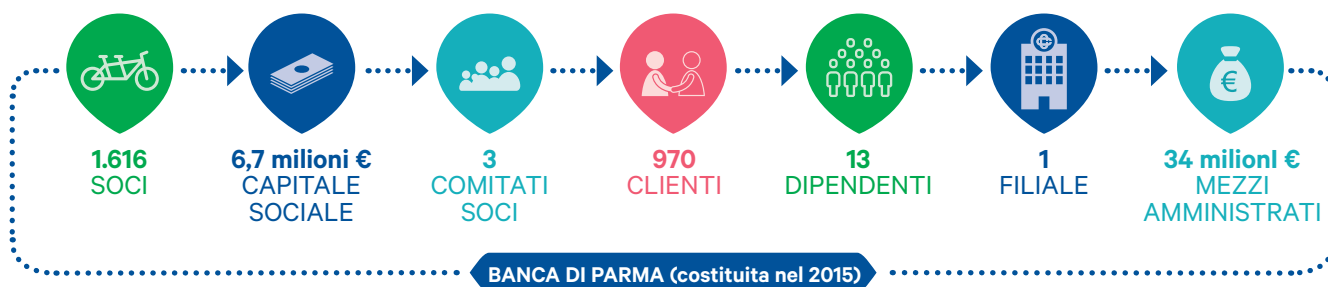 1.616
SOCI
6,7 milioni €
CAPITALE
SOCIALE
3
COMITATI
SOCI
970
CLIENTI
13
DIPENDENTI
1
FILIALE
€
34 milionI €
MEZZI
AMMINISTRATI
BANCA DI PARMA (costituita nel 2015)